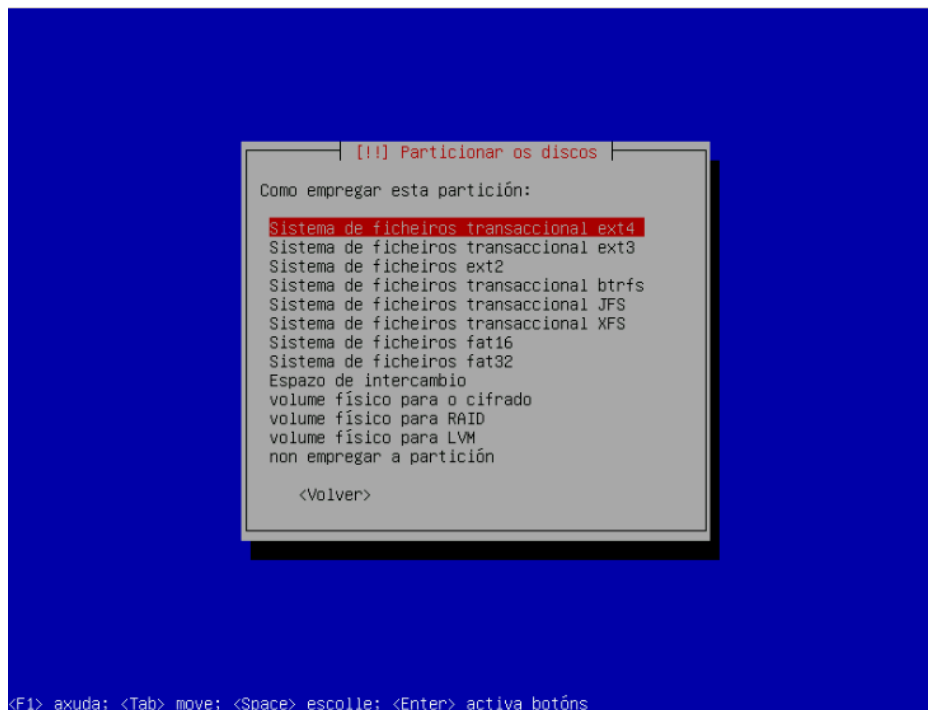 [!!] Particionar os discos
Como empregar esta partición:
Sistema de ficheiros transaccional ext4
Sistema de ficheiros transaccional ext3
Sistema de ficheiros ext2
Sistema de ficheiros transaccional btrfs
Sistema de ficheiros transaccional JFS
Sistema de ficheiros transaccional XFS
Sistema de ficheiros fat16
Sistema de ficheiros fat32
Espazo de intercambio
volume físico para o cifrado
volume físico para RAID
volume físico para LVM
non empregar a partición
<Volver>
<F1> axuda; <Tab> move; <Space> escolle; <Enter> activa botóns